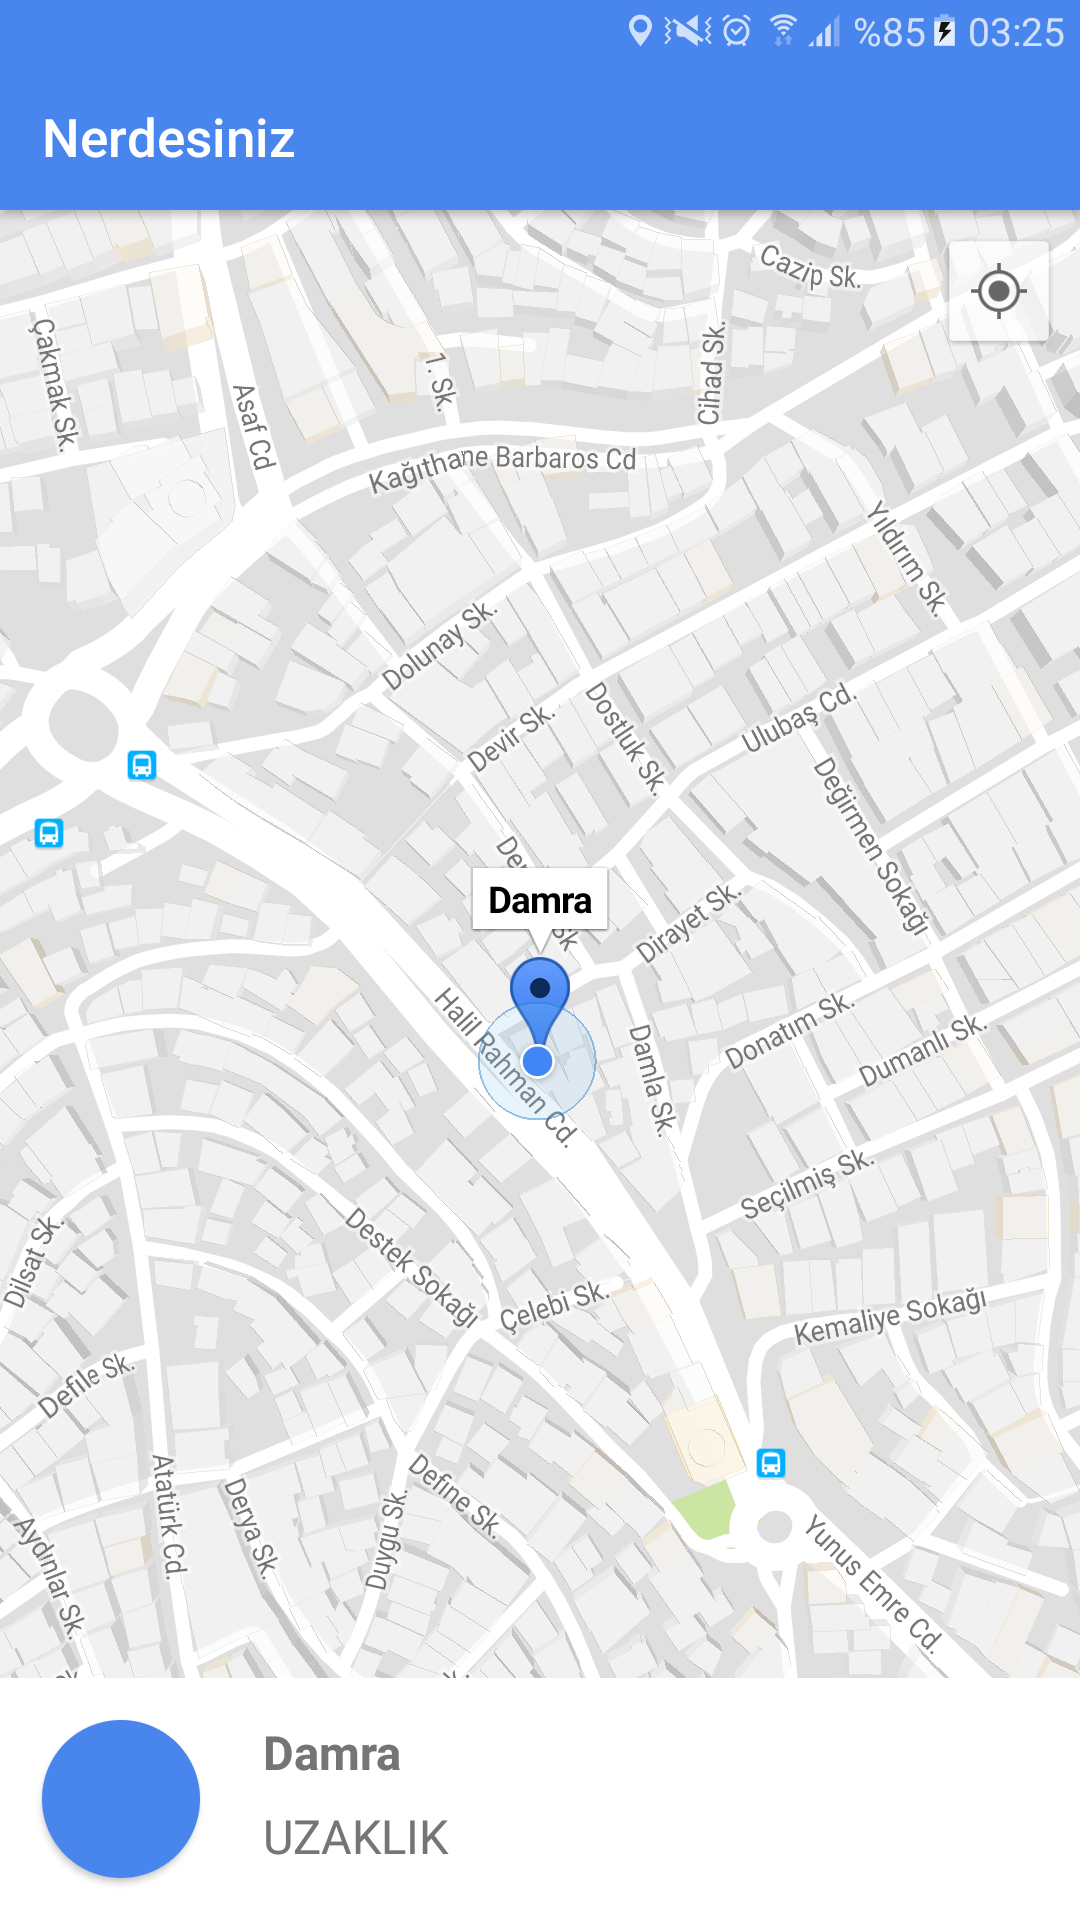 %85 03:25
Nerdesiniz
Cazip Sk.
Çakmak Sk.
Asaf Cd
1. Sk.
Cihad Sk.
Kağıthane Barbaros Cd
Yıldırım Sk.
Dolunay Sk.
Devir Sk.
Dostluk Sk.
Ulubaş Cd.
Değirmen Sokağı
Damra
Dirayet Sk.
Halil Rahman Cd.
Damla Sk.
Donatım Sk.
Dumanlı Sk.
Seçilmiş Sk.
Dilşat Sk.
Destek Sokağı
Çelebi Sk.
Kemaliye Sokağı
Defile Sk.
Atatürk Cd.
Derya Sk.
Duygu Sk.
Define Sk.
Aydınlar Sk.
Yunus Emre Cd.
Damra
UZAKLIK